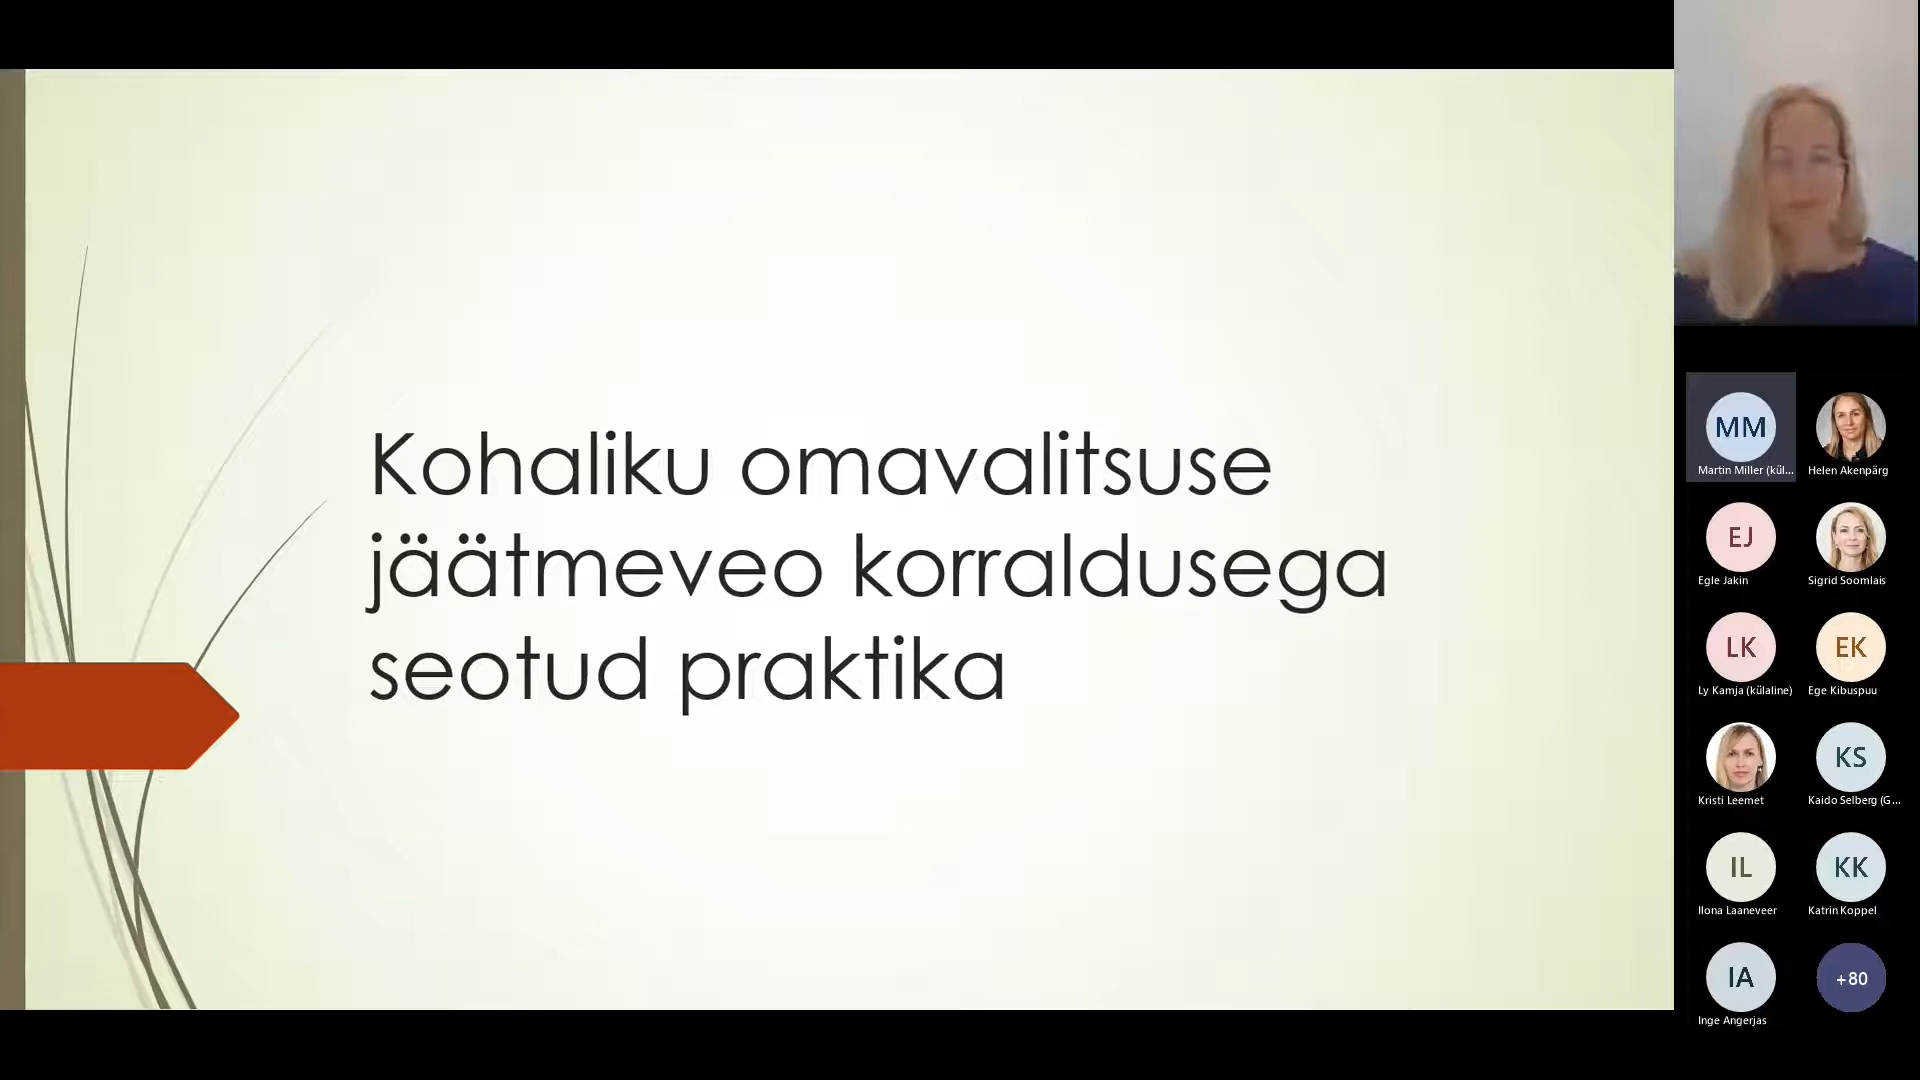 Kohaliku omavalitsuse
jäätmeveo korraldusega
seotud praktika
MM
Martin Miller (kül...
Helen Akenpärg
EJ
Egle Jakin
Sigrid Soomlais
LK
Ly Kamja (külaline)
EK
Ege Kibuspuu
Kristi Leemet
KS
Kaido Selberg (G...
IL
Ilona Laaneveer
KK
Katrin Koppel
IA
Inge Angerjas
+80